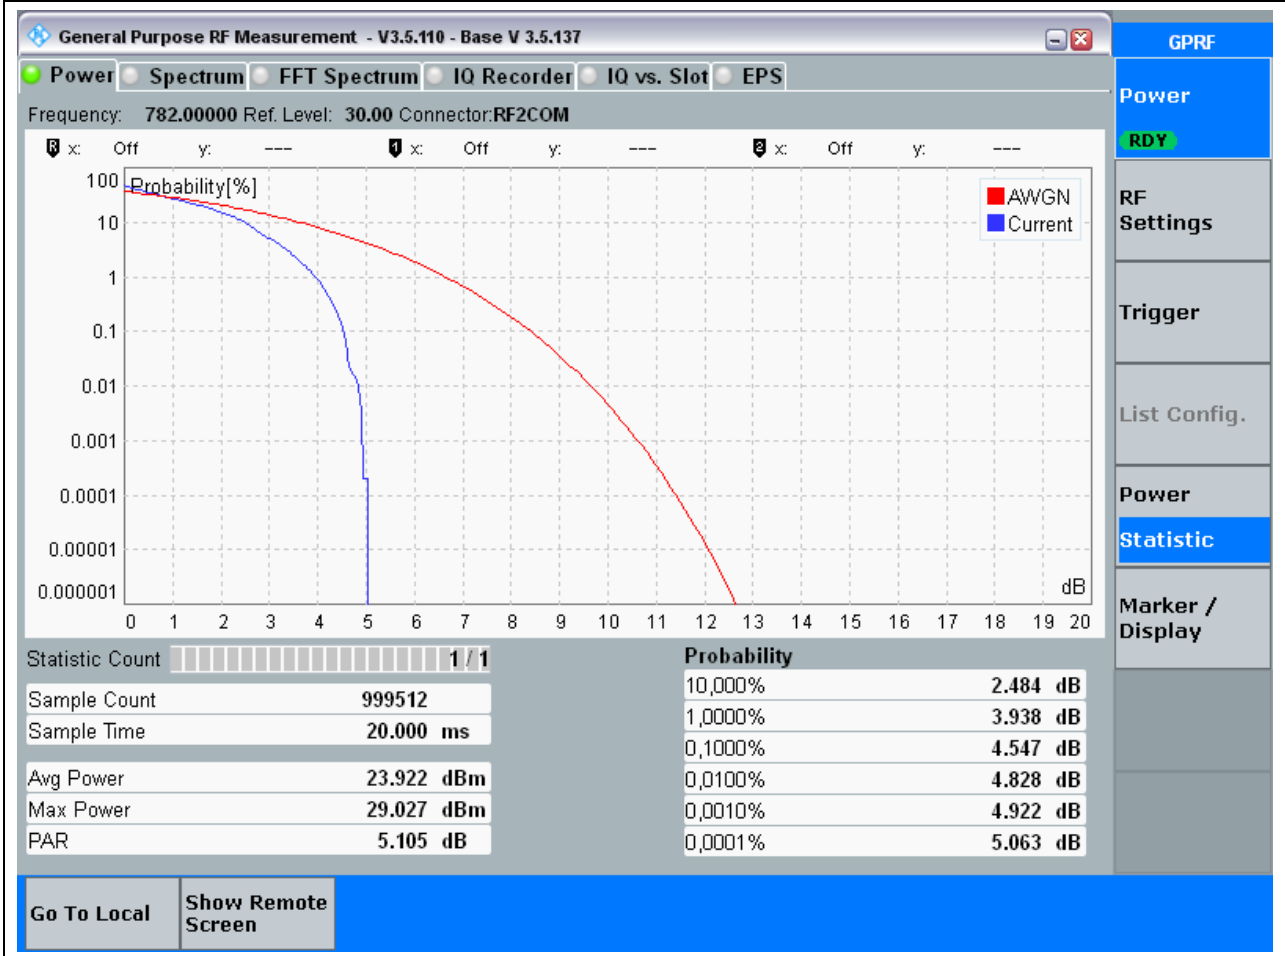 General Purpose RF Measurement - V3.5.110 - Base V 3.5.137
GPRF
Power Spectrum FFT Spectrum IQ Recorder IQ vs. Slot EPS
Frequency: 782.00000 Ref. Level: 30.00 Connector:RF2COM
R x: Off y: --- 1 x: Off y: --- 2 x: Off y: ---
Probability[%]
100
10
1
0.1
0.01
0.001
0.0001
0.00001
0.000001
AWGN
Current
dB
0 1 2 3 4 5 6 7 8 9 10 11 12 13 14 15 16 17 18 19 20
Statistic Count 1 / 1
Sample Count 999512
Sample Time 20.000 ms
Avg Power 23.922 dBm
Max Power 29.027 dBm
PAR 5.105 dB
Probability
10,000% 2.484 dB
1,0000% 3.938 dB
0,1000% 4.547 dB
0,0100% 4.828 dB
0,0010% 4.922 dB
0,0001% 5.063 dB
Power
RDY
RF
Settings
Trigger
List Config.
Power
Statistic
Marker /
Display
Go To Local
Show Remote
Screen